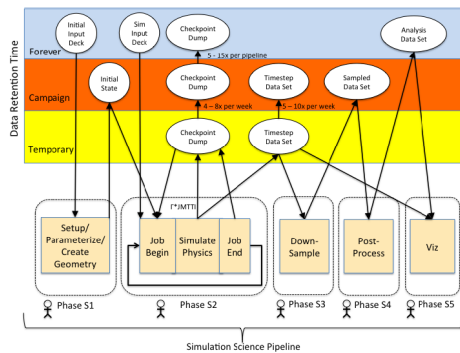 Data Retention Time
Forever
Campaign
Temporary
Initial
Input
Deck
Sim
Input
Deck
Checkpoint
Dump
Analysis
Data Set
5 - 15x per pipeline
Initial
State
Checkpoint
Dump
Timestep
Data Set
Sampled
Data Set
4 – 8x per week
5 – 10x per week
Checkpoint
Dump
Timestep
Data Set
Setup/
Parameterize/
Create
Geometry
Job
Begin
Simulate
Physics
Job
End
Down-
Sample
Post-
Process
Viz
Phase S1
Phase S2
Phase S3
Phase S4
Phase S5
Simulation Science Pipeline